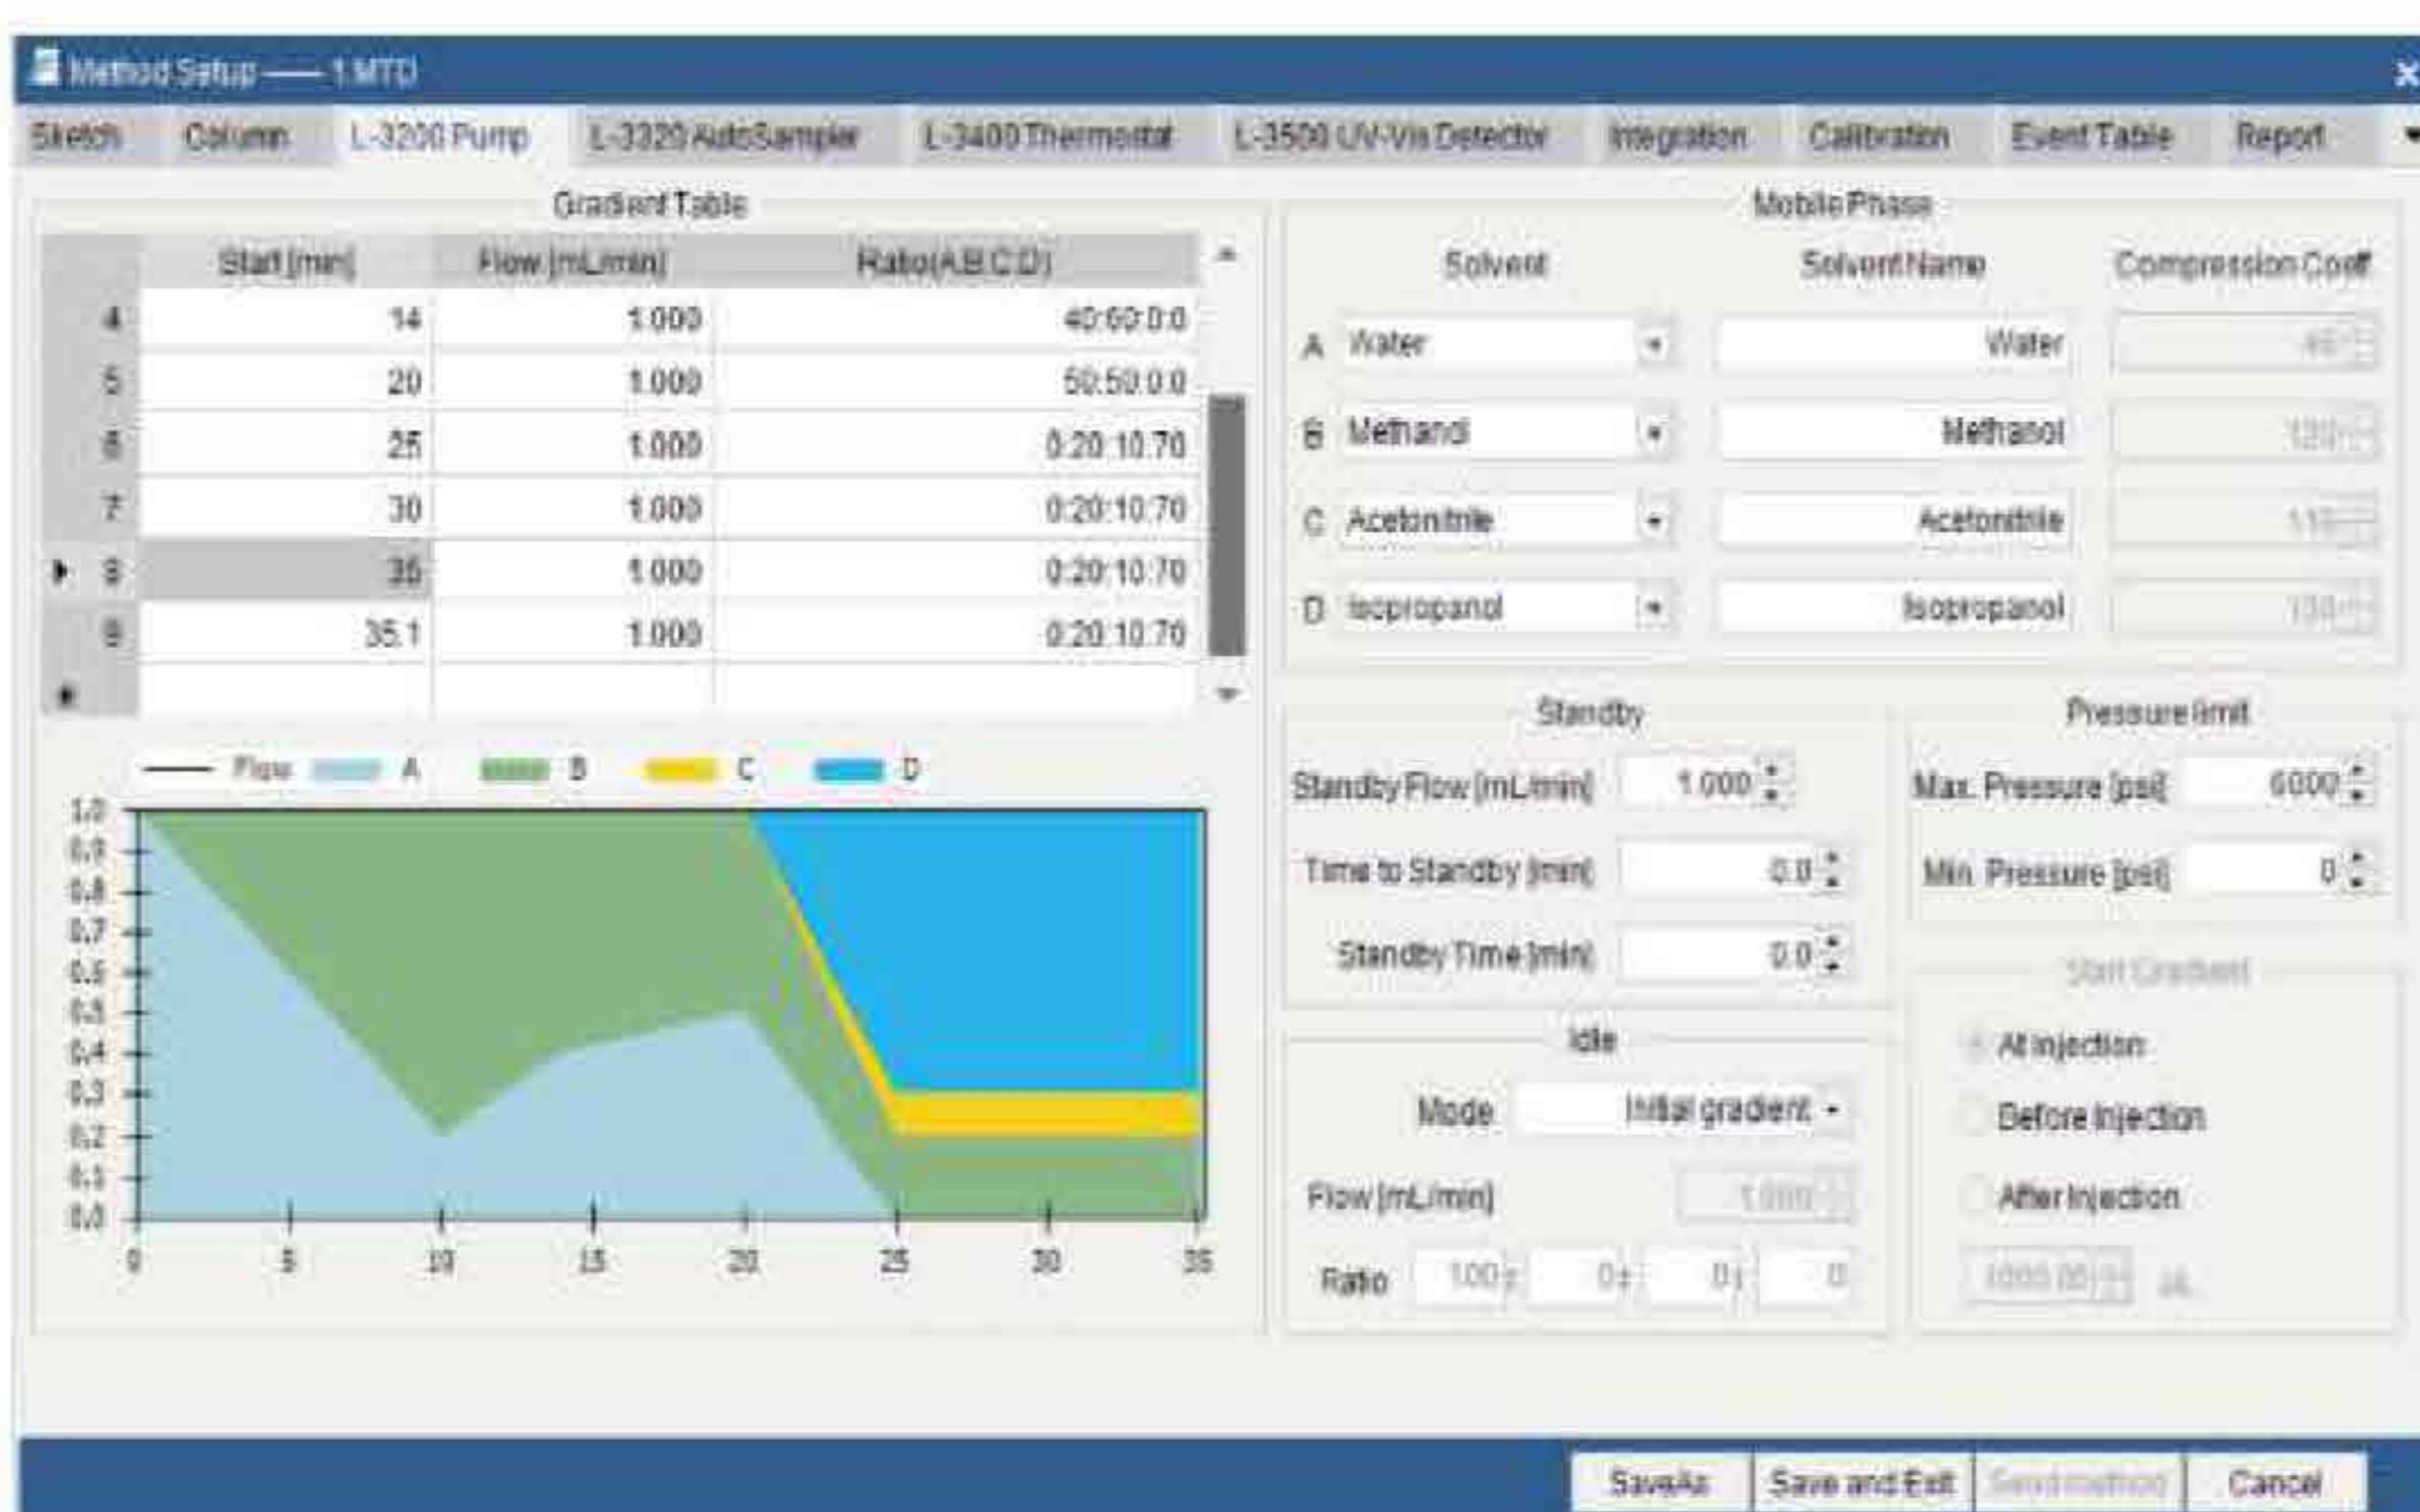 Method Setup —— 1.MTD
Sketch Column L-3200 Pump L-3320 AutoSampler L-3400 Thermostat L-3500 UV-Vis Detector Integration Calibration Event Table Report
Gradient Table
Start [min] Flow [mL/min] Ratio(A:B:C:D)
4 14 1.000 40:60:0:0
5 20 1.000 50:50:0:0
6 25 1.000 0:20:10:70
7 30 1.000 0:20:10:70
8 35 1.000 0:20:10:70
9 35.1 1.000 0:20:10:70
Flow A B C D
1.0
0.9
0.8
0.7
0.6
0.5
0.4
0.3
0.2
0.1
0.0
0 5 10 15 20 25 30 35
Mobile Phase
Solvent Solvent Name Compression Coeff
A Water Water
B Methanol Methanol 120
C Acetonitrile Acetonitrile
D Isopropanol Isopropanol
Standby
Standby Flow [mL/min] 1.000
Time to Standby [min] 0.0
Standby Time [min] 0.0
Pressure limit
Max. Pressure [psi] 6000
Min. Pressure [psi] 0
Idle
Mode Initial gradient
Flow [mL/min] 1.000
Ratio 100 : 0 : 0 : 0
Start Gradient
At Injection
Before Injection
After Injection
1000.00
SaveAs Save and Exit Send method Cancel